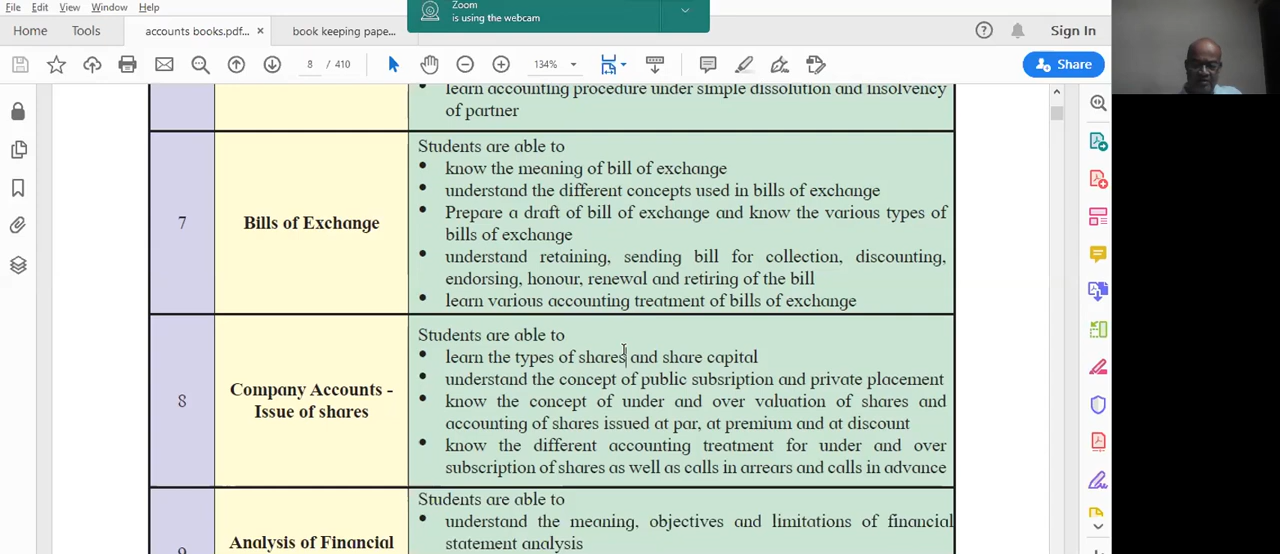 File Edit View Window Help
Zoom
is using the webcam
Home Tools accounts books.pdf... × book keeping pape... Sign In
8 / 410 134% Share
learn accounting procedure under simple dissolution and insolvency
of partner
7
Bills of Exchange
Students are able to
• know the meaning of bill of exchange
• understand the different concepts used in bills of exchange
• Prepare a draft of bill of exchange and know the various types of
bills of exchange
• understand retaining, sending bill for collection, discounting,
endorsing, honour, renewal and retiring of the bill
• learn various accounting treatment of bills of exchange
8
Company Accounts -
Issue of shares
Students are able to
• learn the types of shares and share capital
• understand the concept of public subsription and private placement
• know the concept of under and over valuation of shares and
accounting of shares issued at par, at premium and at discount
• know the different accounting treatment for under and over
subscription of shares as well as calls in arrears and calls in advance
9
Analysis of Financial
Students are able to
• understand the meaning, objectives and limitations of financial
statement analysis